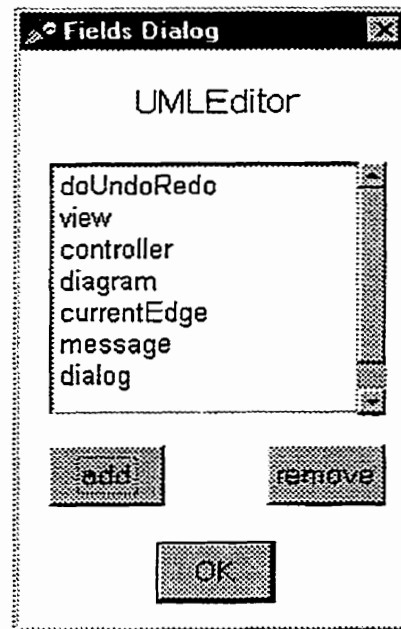 Fields Dialog
UMLEditor
doUndoRedo
view
controller
diagram
currentEdge
message
dialog
add
remove
OK